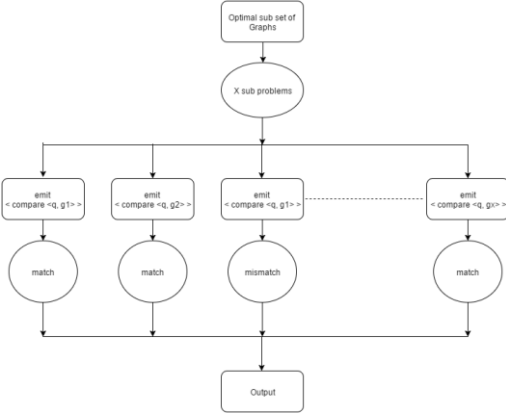 Optimal sub set of
Graphs
X sub problems
emit
< compare <q, g1> >
emit
< compare <q, g2> >
emit
< compare <q, g1> >
emit
< compare <q, gx> >
match
match
mismatch
match
Output